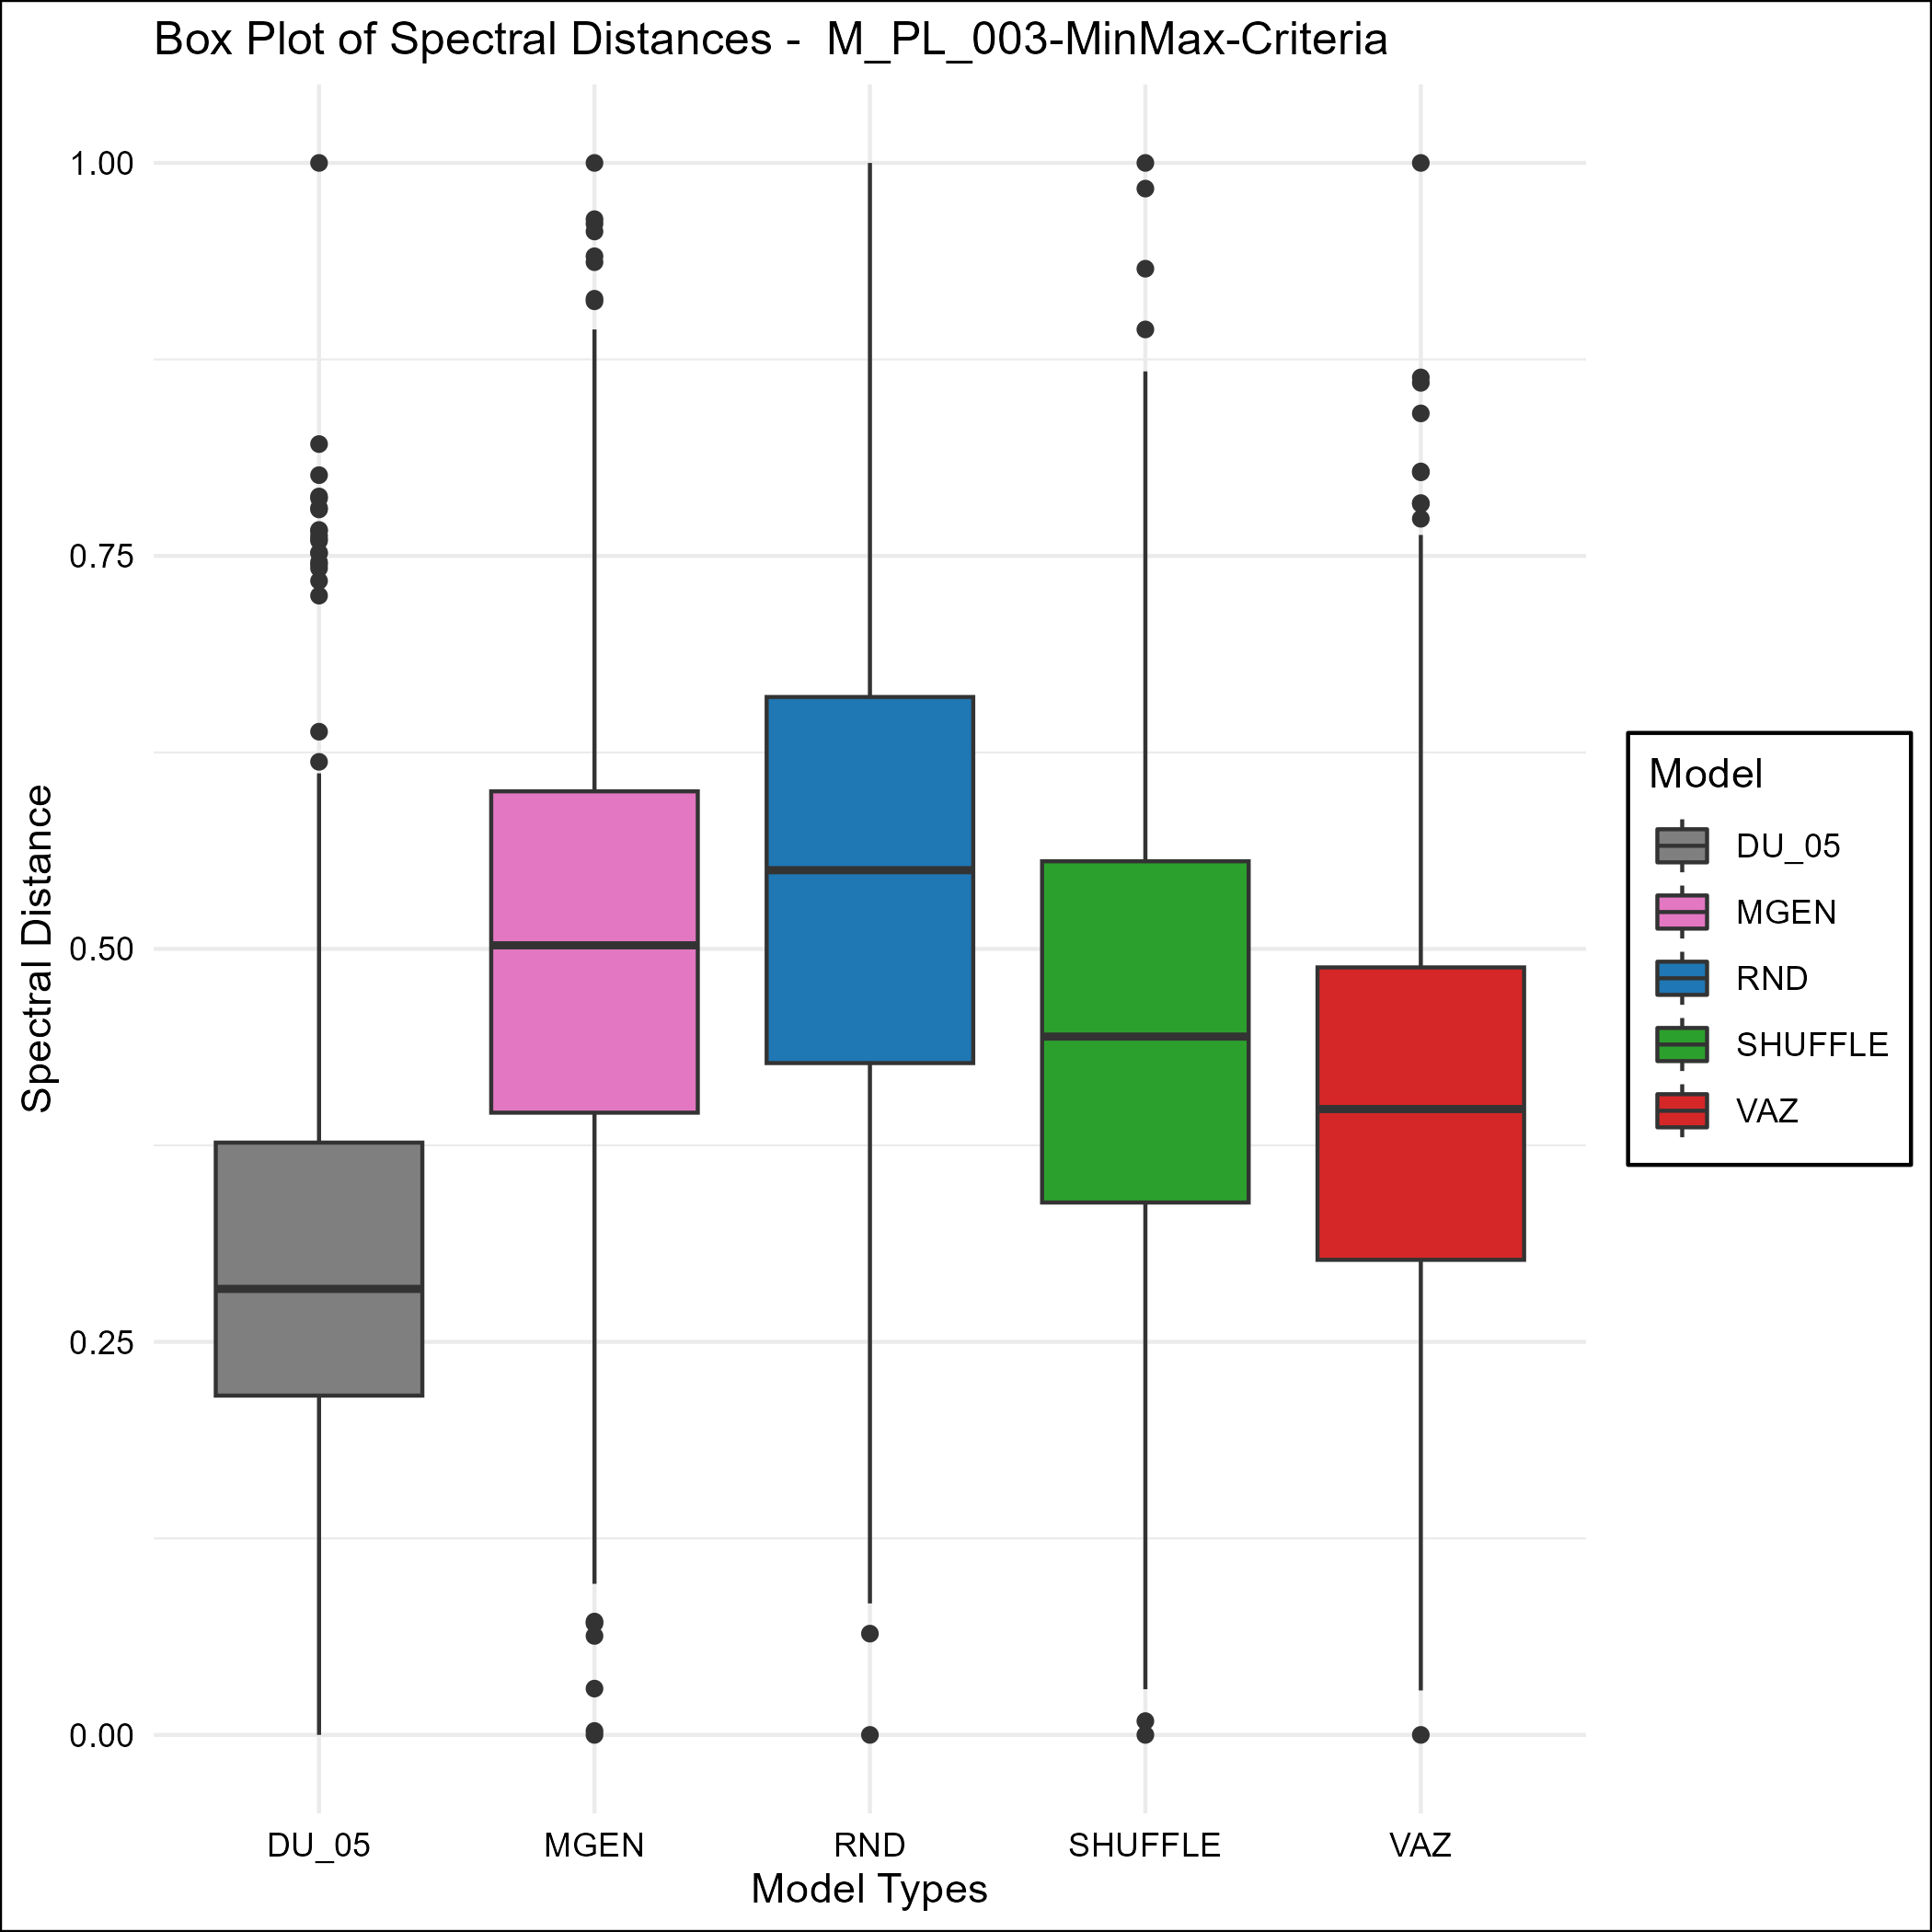 Box Plot of Spectral Distances -  M_PL_003-MinMax-Criteria
1.00
0.75
0.50
0.25
0.00
Spectral Distance
DU_05
MGEN
RND
SHUFFLE
VAZ
Model Types
Model
DU_05
MGEN
RND
SHUFFLE
VAZ